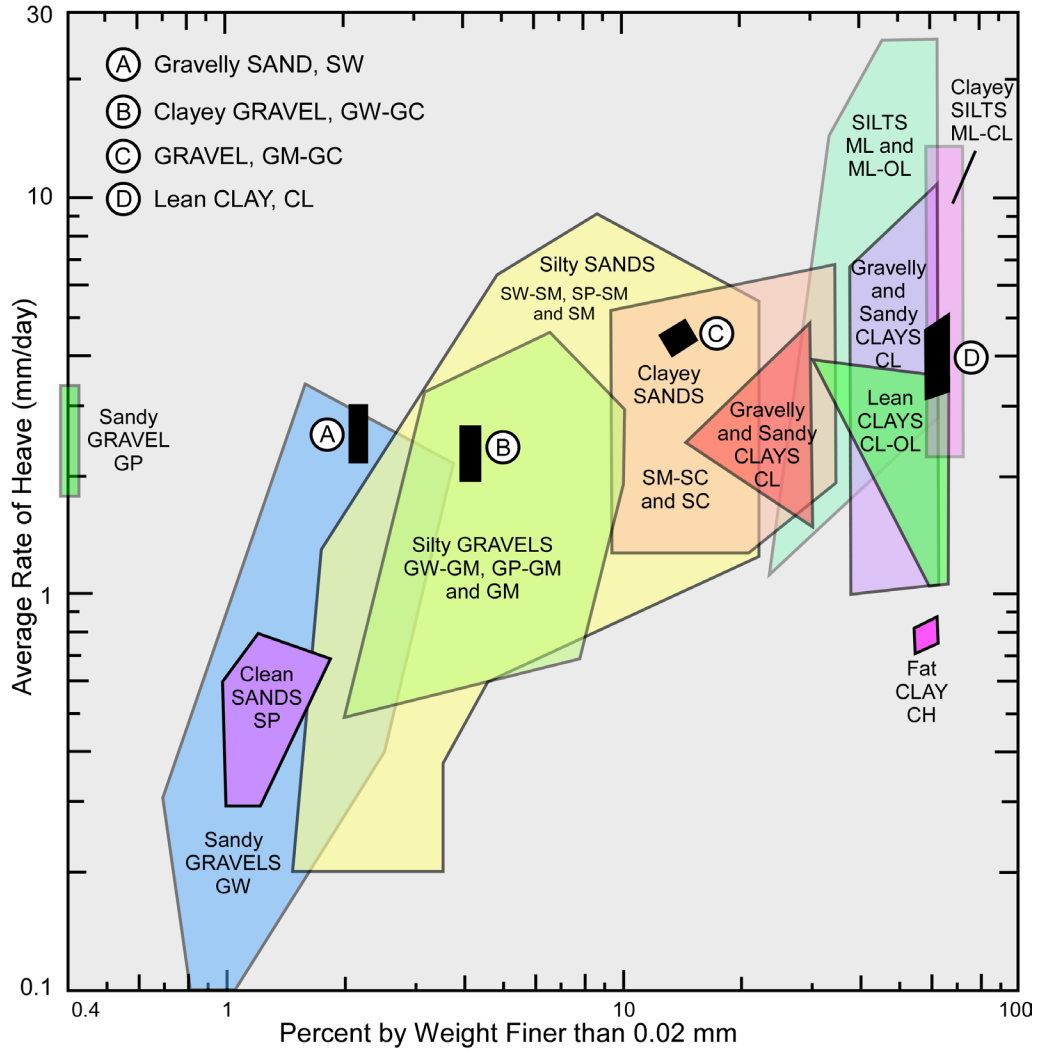 30
10
1
0.1
Average Rate of Heave (mm/day)
A Gravelly SAND, SW
B Clayey GRAVEL, GW-GC
C GRAVEL, GM-GC
D Lean CLAY, CL
Clayey
SILTS
ML-CL
SILTS
ML and
ML-OL
Silty SANDS
SW-SM, SP-SM
and SM
Gravelly
and
Sandy
CLAYS
CL
C
D
Clayey
SANDS
Sandy
GRAVEL
GP
A
B
Gravelly
and Sandy
CLAYS
CL
Lean
CLAYS
CL-OL
SM-SC
and SC
Silty GRAVELS
GW-GM, GP-GM
and GM
Clean
SANDS
SP
Fat
CLAY
CH
Sandy
GRAVELS
GW
0.4
1
10
100
Percent by Weight Finer than 0.02 mm